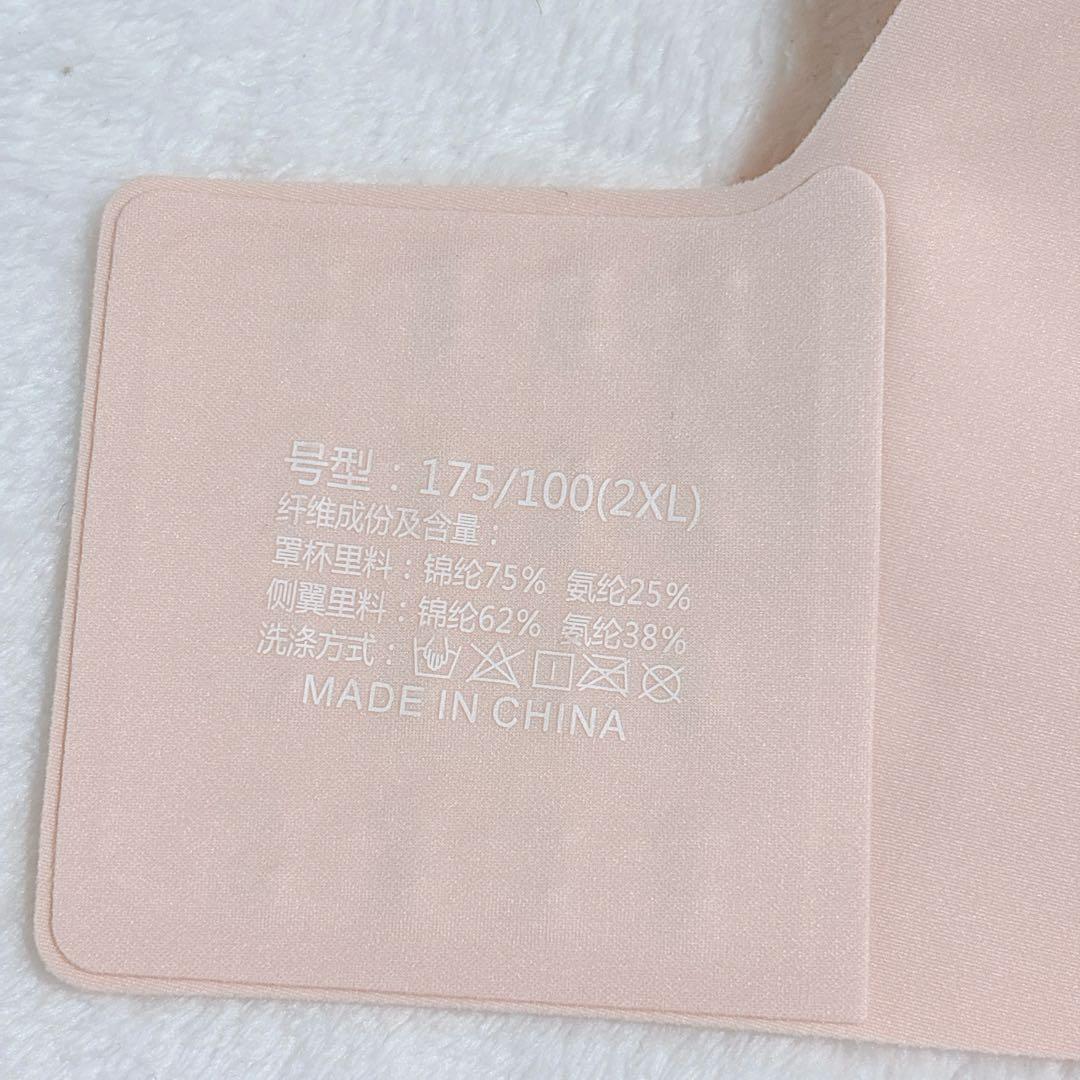 号型：175/100(2XL)
纤维成份及含量：
罩杯里料：锦纶75% 氨纶25%
侧翼里料：锦纶62% 氨纶38%
洗涤方式：
MADE IN CHINA